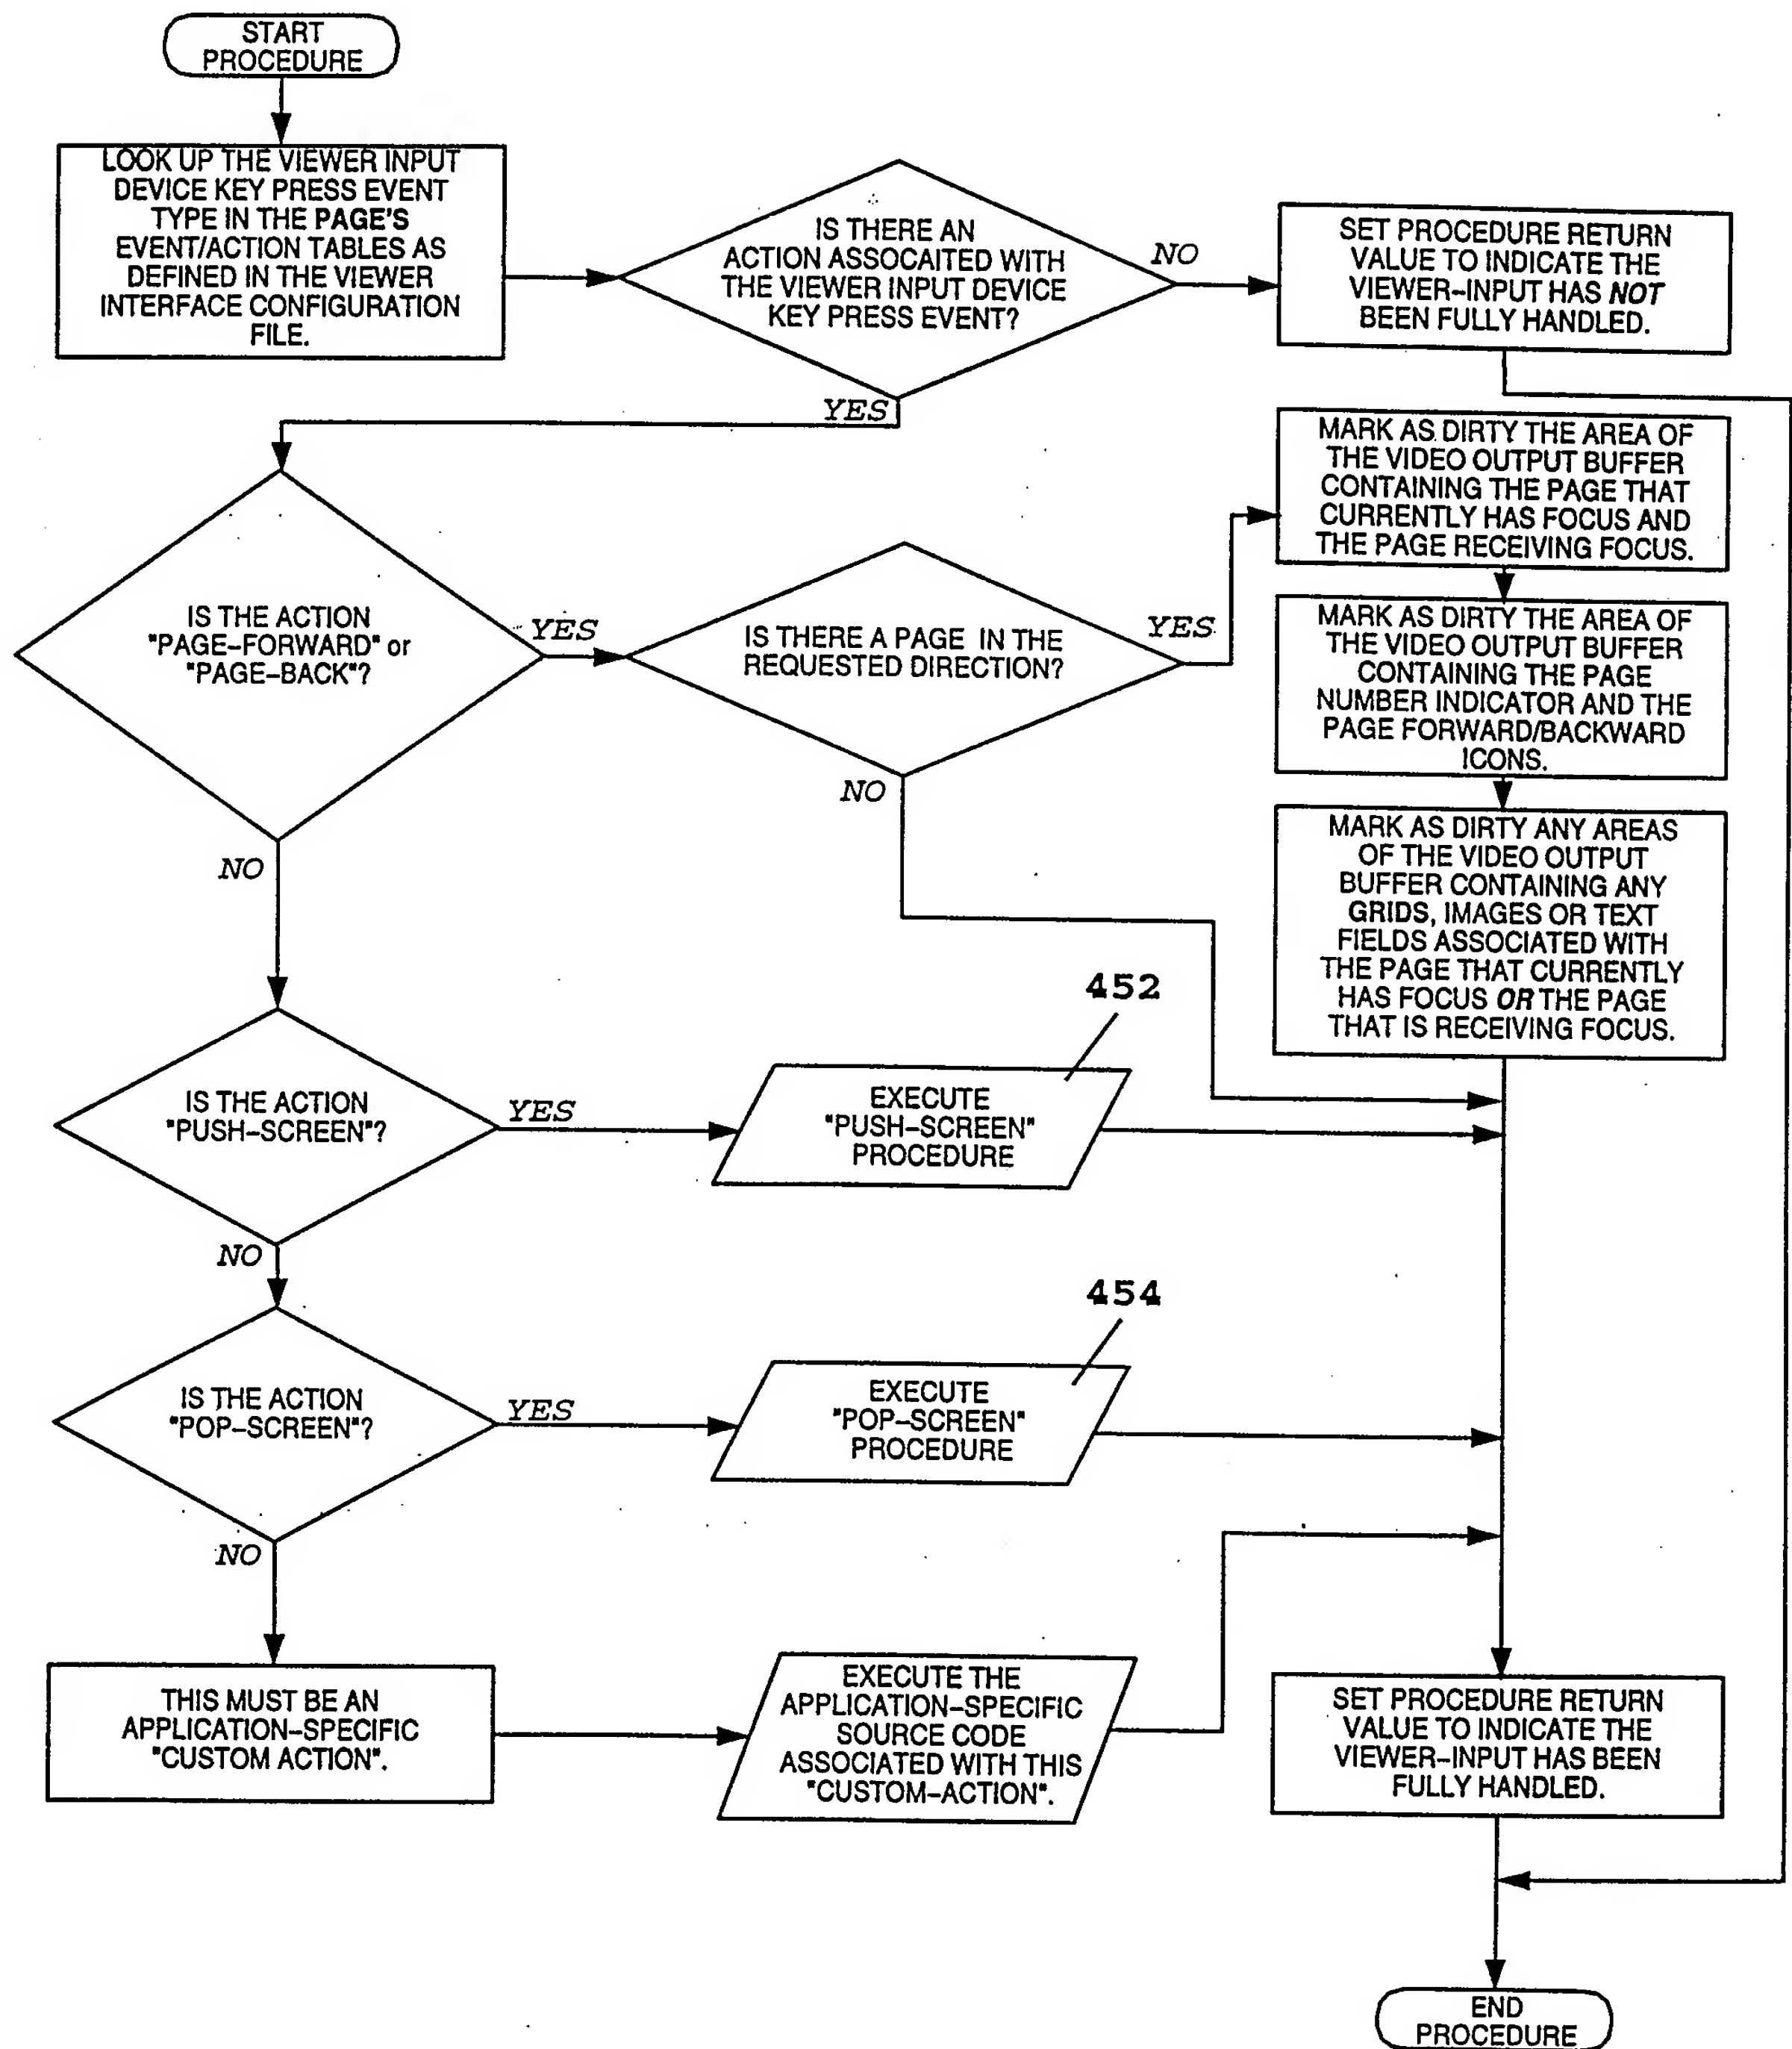 START
PROCEDURE
LOOK UP THE VIEWER INPUT
DEVICE KEY PRESS EVENT
TYPE IN THE PAGE'S
EVENT/ACTION TABLES AS
DEFINED IN THE VIEWER
INTERFACE CONFIGURATION
FILE.
IS THERE AN
ACTION ASSOCAITED WITH
THE VIEWER INPUT DEVICE
KEY PRESS EVENT?
NO
SET PROCEDURE RETURN
VALUE TO INDICATE THE
VIEWER-INPUT HAS NOT
BEEN FULLY HANDLED.
YES
IS THE ACTION
"PAGE-FORWARD" or
"PAGE-BACK"?
YES
IS THERE A PAGE IN THE
REQUESTED DIRECTION?
YES
MARK AS DIRTY THE AREA OF
THE VIDEO OUTPUT BUFFER
CONTAINING THE PAGE THAT
CURRENTLY HAS FOCUS AND
THE PAGE RECEIVING FOCUS.
MARK AS DIRTY THE AREA OF
THE VIDEO OUTPUT BUFFER
CONTAINING THE PAGE
NUMBER INDICATOR AND THE
PAGE FORWARD/BACKWARD
ICONS.
MARK AS DIRTY ANY AREAS
OF THE VIDEO OUTPUT
BUFFER CONTAINING ANY
GRIDS, IMAGES OR TEXT
FIELDS ASSOCIATED WITH
THE PAGE THAT CURRENTLY
HAS FOCUS OR THE PAGE
THAT IS RECEIVING FOCUS.
NO
NO
IS THE ACTION
"PUSH-SCREEN"?
YES
452
EXECUTE
"PUSH-SCREEN"
PROCEDURE
NO
IS THE ACTION
"POP-SCREEN"?
YES
454
EXECUTE
"POP-SCREEN"
PROCEDURE
NO
THIS MUST BE AN
APPLICATION-SPECIFIC
"CUSTOM ACTION".
EXECUTE THE
APPLICATION-SPECIFIC
SOURCE CODE
ASSOCIATED WITH THIS
"CUSTOM-ACTION".
SET PROCEDURE RETURN
VALUE TO INDICATE THE
VIEWER-INPUT HAS BEEN
FULLY HANDLED.
END
PROCEDURE